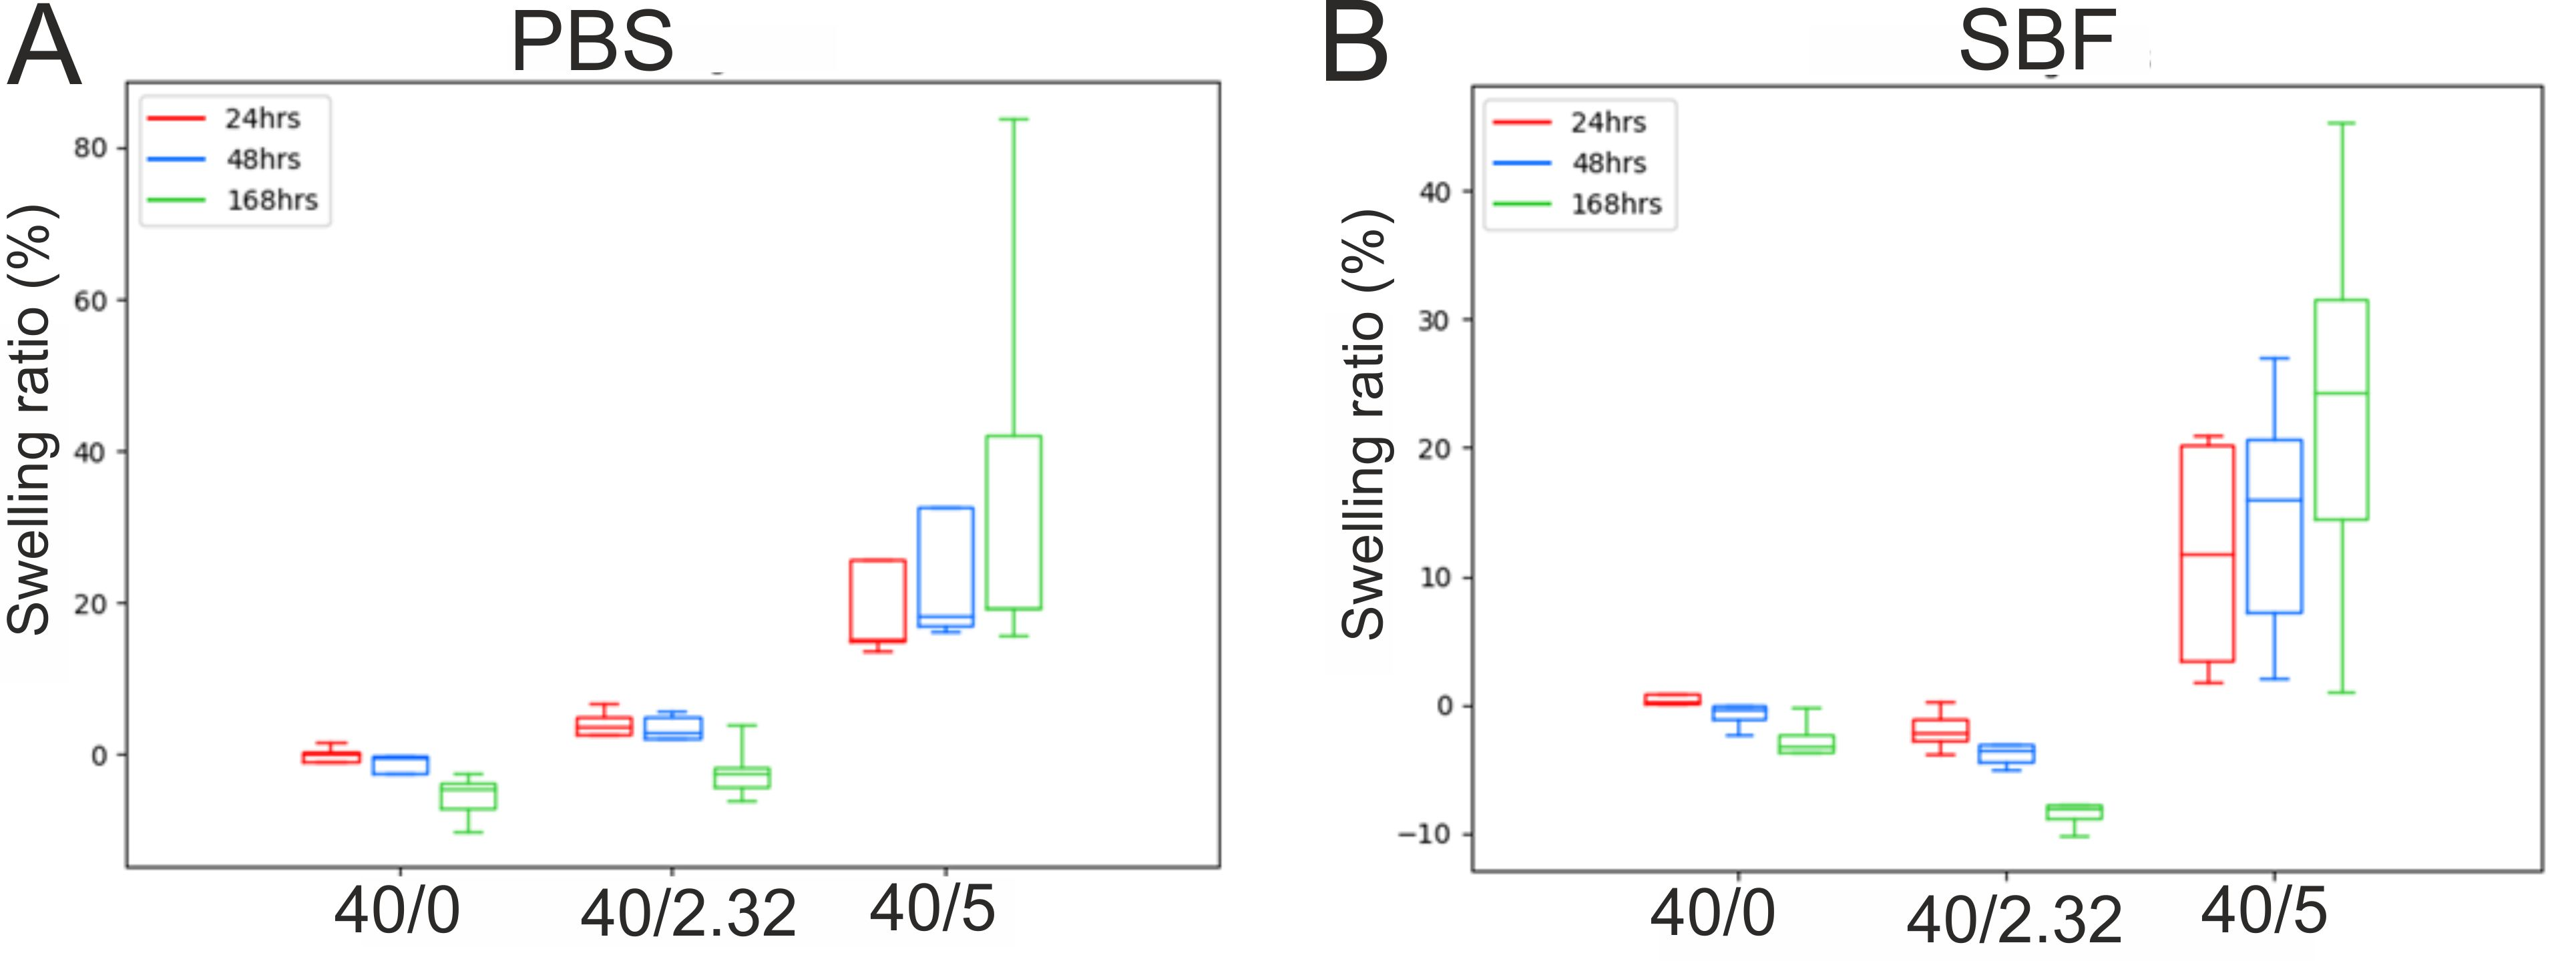 A
PBS
24hrs
48hrs
168hrs
Swelling ratio (%)
80
60
40
20
0
40/0
40/2.32
40/5
B
SBF
24hrs
48hrs
168hrs
Swelling ratio (%)
40
30
20
10
0
−10
40/0
40/2.32
40/5